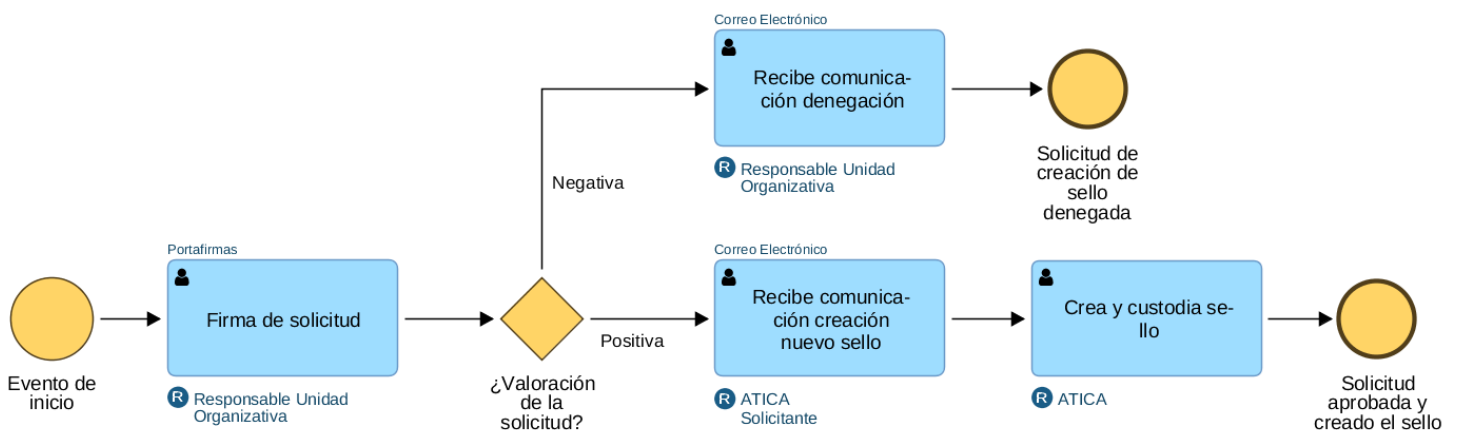 Correo Electrónico
Recibe comunica-
ción denegación
R Responsable Unidad
Organizativa
Solicitud de
creación de
sello
denegada
Negativa
Evento de
inicio
Portafirmas
Firma de solicitud
R Responsable Unidad
Organizativa
¿Valoración
de la
solicitud?
Positiva
Correo Electrónico
Recibe comunica-
ción creación
nuevo sello
R ATICA
Solicitante
Crea y custodia se-
llo
R ATICA
Solicitud
aprobada y
creado el sello